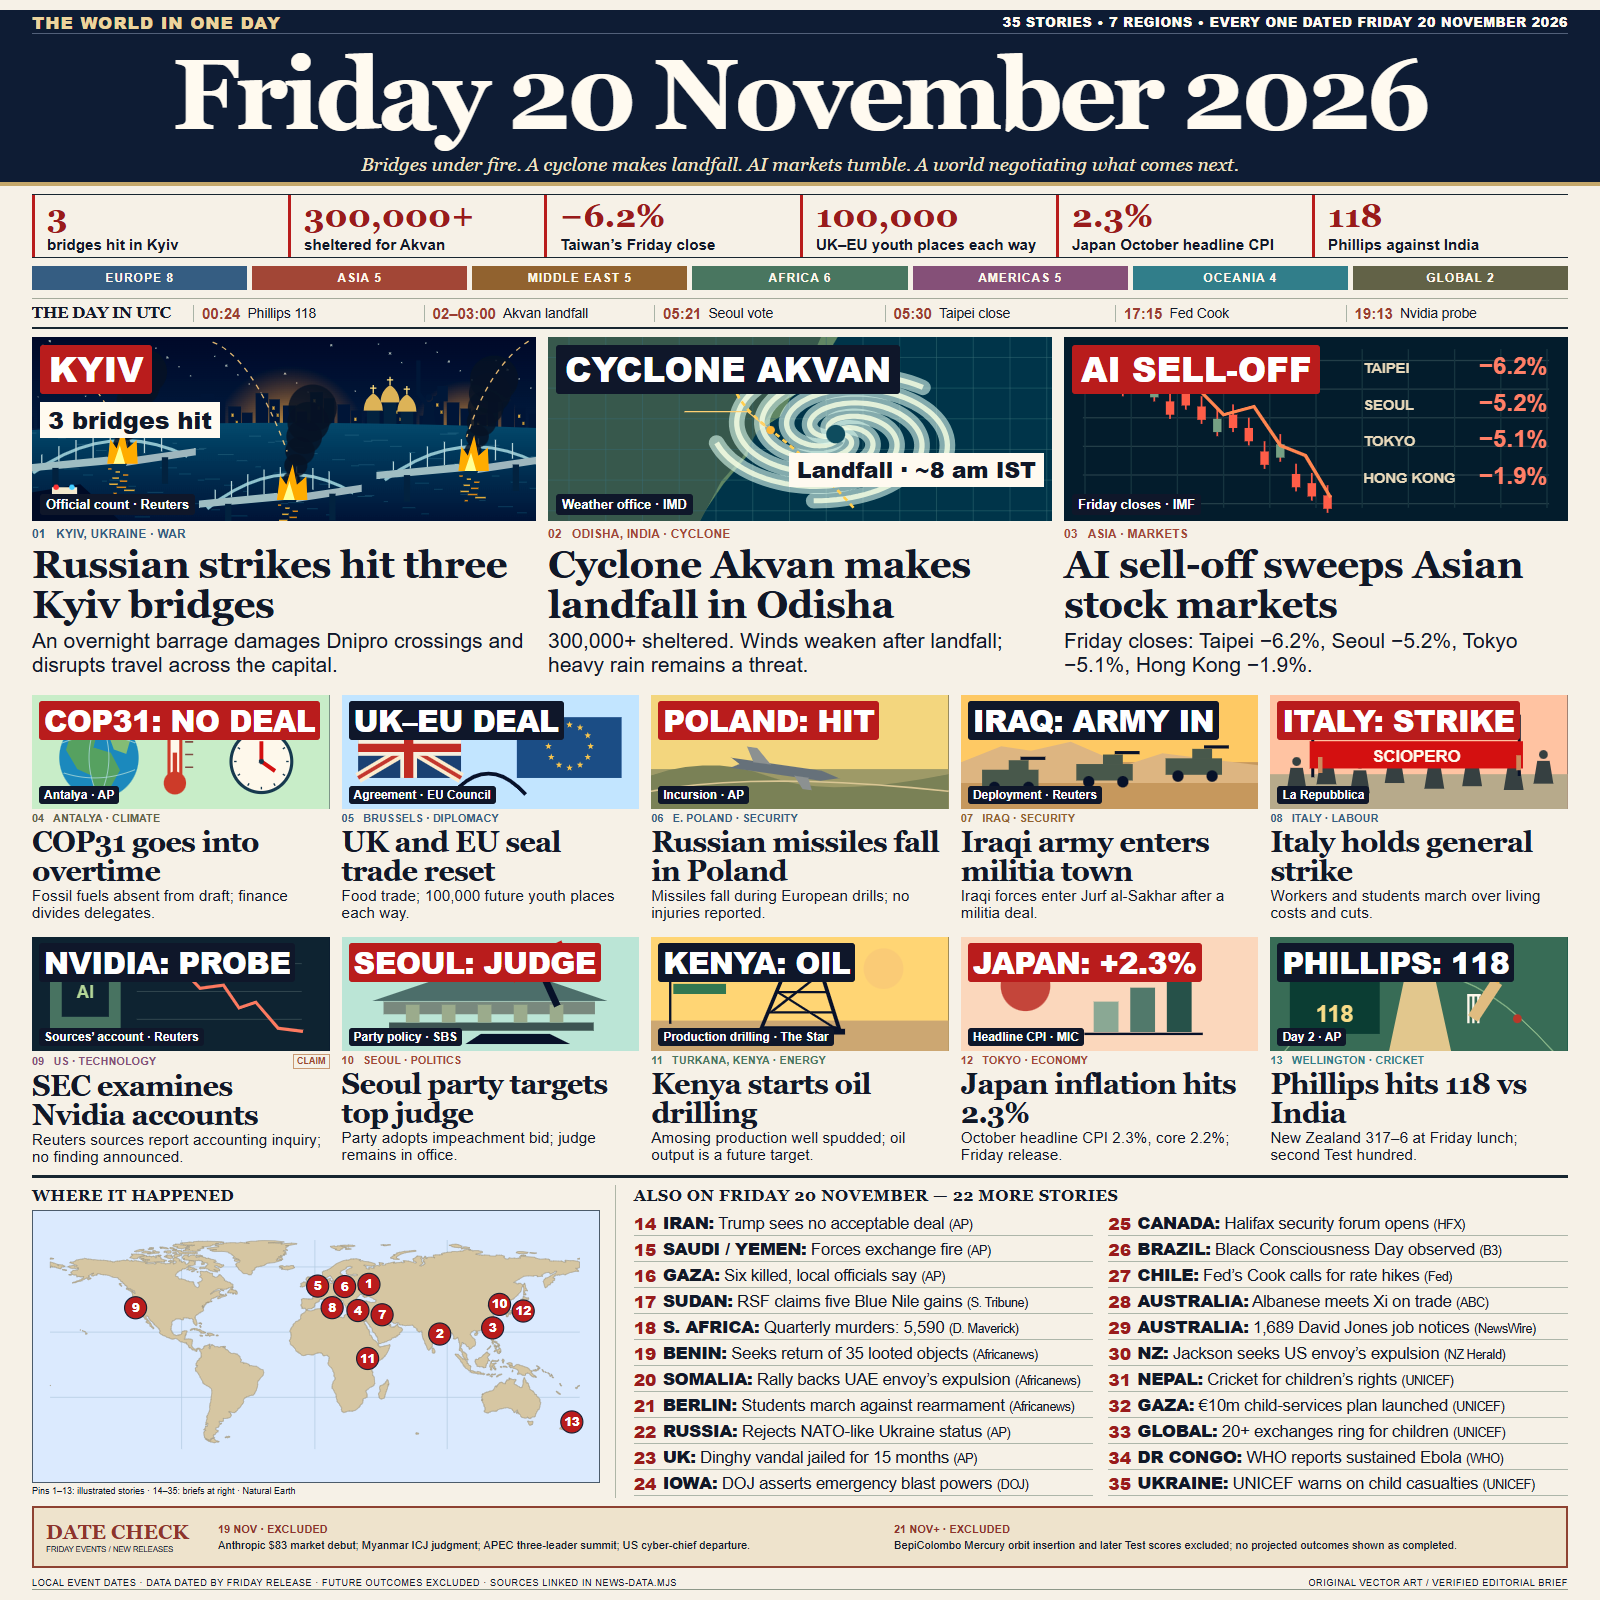 THE WORLD IN ONE DAY
35 STORIES • 7 REGIONS • EVERY ONE DATED FRIDAY 20 NOVEMBER 2026
Friday 20 November 2026
Bridges under fire. A cyclone makes landfall. AI markets tumble. A world negotiating what comes next.
3
bridges hit in Kyiv
300,000+
sheltered for Akvan
−6.2%
Taiwan's Friday close
100,000
UK–EU youth places each way
2.3%
Japan October headline CPI
118
Phillips against India
EUROPE 8
ASIA 5
MIDDLE EAST 5
AFRICA 6
AMERICAS 5
OCEANIA 4
GLOBAL 2
THE DAY IN UTC
00:24 Phillips 118
02–03:00 Akvan landfall
05:21 Seoul vote
05:30 Taipei close
17:15 Fed Cook
19:13 Nvidia probe
KYIV
3 bridges hit
Official count · Reuters
01 KYIV, UKRAINE · WAR
Russian strikes hit three
Kyiv bridges
An overnight barrage damages Dnipro crossings and
disrupts travel across the capital.
CYCLONE AKVAN
Landfall · ~8 am IST
Weather office · IMD
02 ODISHA, INDIA · CYCLONE
Cyclone Akvan makes
landfall in Odisha
300,000+ sheltered. Winds weaken after landfall;
heavy rain remains a threat.
AI SELL-OFF
TAIPEI −6.2%
SEOUL −5.2%
TOKYO −5.1%
HONG KONG −1.9%
Friday closes · IMF
03 ASIA · MARKETS
AI sell-off sweeps Asian
stock markets
Friday closes: Taipei −6.2%, Seoul −5.2%, Tokyo
−5.1%, Hong Kong −1.9%.
COP31: NO DEAL
Antalya · AP
04 ANTALYA · CLIMATE
COP31 goes into
overtime
Fossil fuels absent from draft; finance
divides delegates.
UK–EU DEAL
Agreement · EU Council
05 BRUSSELS · DIPLOMACY
UK and EU seal
trade reset
Food trade; 100,000 future youth places
each way.
POLAND: HIT
Incursion · AP
06 E. POLAND · SECURITY
Russian missiles fall
in Poland
Missiles fall during European drills; no
injuries reported.
IRAQ: ARMY IN
Deployment · Reuters
07 IRAQ · SECURITY
Iraqi army enters
militia town
Iraqi forces enter Jurf al-Sakhar after a
militia deal.
ITALY: STRIKE
SCIOPERO
La Repubblica
08 ITALY · LABOUR
Italy holds general
strike
Workers and students march over living
costs and cuts.
NVIDIA: PROBE
AI
Sources' account · Reuters
09 US · TECHNOLOGY
CLAIM
SEC examines
Nvidia accounts
Reuters sources report accounting inquiry;
no finding announced.
SEOUL: JUDGE
Party policy · SBS
10 SEOUL · POLITICS
Seoul party targets
top judge
Party adopts impeachment bid; judge
remains in office.
KENYA: OIL
Production drilling · The Star
11 TURKANA, KENYA · ENERGY
Kenya starts oil
drilling
Amosing production well spudded; oil
output is a future target.
JAPAN: +2.3%
Headline CPI · MIC
12 TOKYO · ECONOMY
Japan inflation hits
2.3%
October headline CPI 2.3%, core 2.2%;
Friday release.
PHILLIPS: 118
118
Day 2 · AP
13 WELLINGTON · CRICKET
Phillips hits 118 vs
India
New Zealand 317–6 at Friday lunch;
second Test hundred.
WHERE IT HAPPENED
5
6
1
9
8
4
7
10
12
3
2
11
13
Pins 1–13: illustrated stories · 14–35: briefs at right · Natural Earth
ALSO ON FRIDAY 20 NOVEMBER — 22 MORE STORIES
14 IRAN: Trump sees no acceptable deal (AP)
15 SAUDI / YEMEN: Forces exchange fire (AP)
16 GAZA: Six killed, local officials say (AP)
17 SUDAN: RSF claims five Blue Nile gains (S. Tribune)
18 S. AFRICA: Quarterly murders: 5,590 (D. Maverick)
19 BENIN: Seeks return of 35 looted objects (Africanews)
20 SOMALIA: Rally backs UAE envoy's expulsion (Africanews)
21 BERLIN: Students march against rearmament (Africanews)
22 RUSSIA: Rejects NATO-like Ukraine status (AP)
23 UK: Dinghy vandal jailed for 15 months (AP)
24 IOWA: DOJ asserts emergency blast powers (DOJ)
25 CANADA: Halifax security forum opens (HFX)
26 BRAZIL: Black Consciousness Day observed (B3)
27 CHILE: Fed's Cook calls for rate hikes (Fed)
28 AUSTRALIA: Albanese meets Xi on trade (ABC)
29 AUSTRALIA: 1,689 David Jones job notices (NewsWire)
30 NZ: Jackson seeks US envoy's expulsion (NZ Herald)
31 NEPAL: Cricket for children's rights (UNICEF)
32 GAZA: €10m child-services plan launched (UNICEF)
33 GLOBAL: 20+ exchanges ring for children (UNICEF)
34 DR CONGO: WHO reports sustained Ebola (WHO)
35 UKRAINE: UNICEF warns on child casualties (UNICEF)
DATE CHECK
FRIDAY EVENTS / NEW RELEASES
19 NOV · EXCLUDED
Anthropic $83 market debut; Myanmar ICJ judgment; APEC three-leader summit; US cyber-chief departure.
21 NOV+ · EXCLUDED
BepiColombo Mercury orbit insertion and later Test scores excluded; no projected outcomes shown as completed.
LOCAL EVENT DATES · DATA DATED BY FRIDAY RELEASE · FUTURE OUTCOMES EXCLUDED · SOURCES LINKED IN NEWS-DATA.MJS
ORIGINAL VECTOR ART / VERIFIED EDITORIAL BRIEF